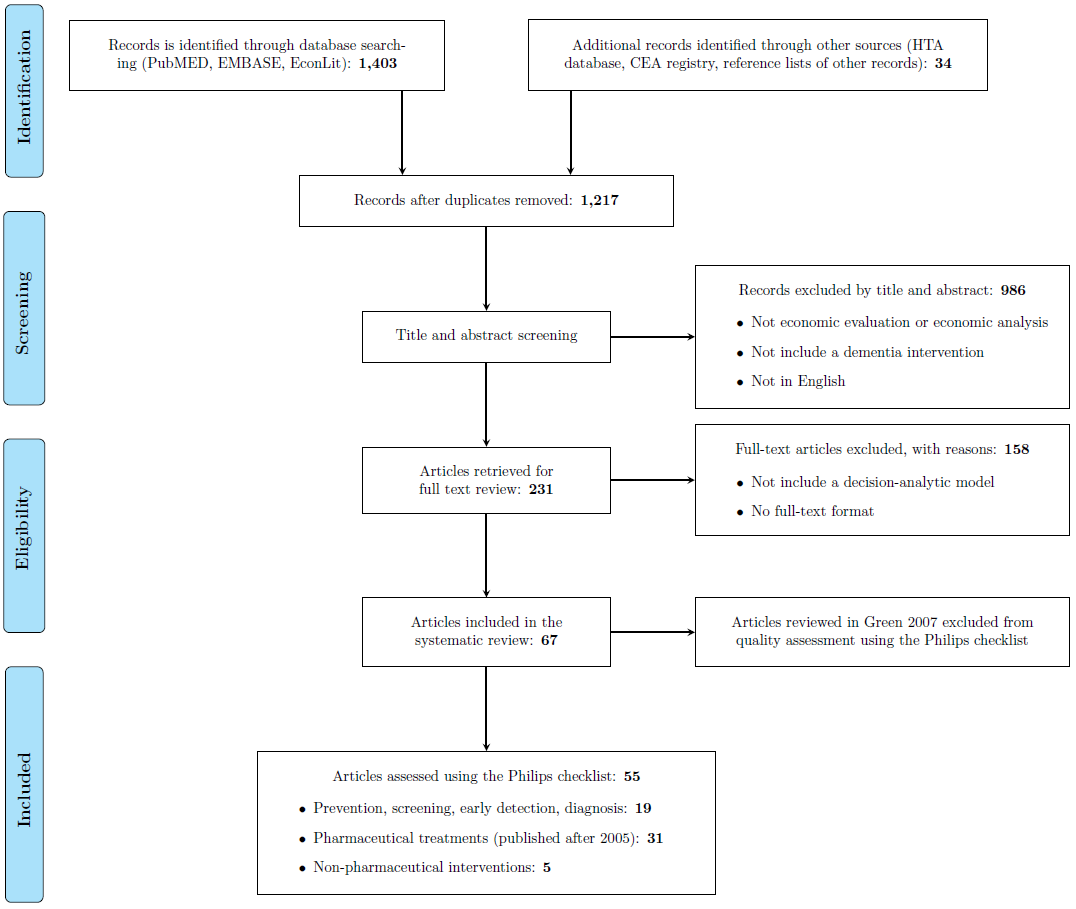 Identification
Records is identified through database search-
ing (PubMED, EMBASE, EconLit): 1,403
Additional records identified through other sources (HTA
database, CEA registry, reference lists of other records): 34
Records after duplicates removed: 1,217
Screening
Title and abstract screening
Records excluded by title and abstract: 986
• Not economic evaluation or economic analysis
• Not include a dementia intervention
• Not in English
Eligibility
Articles retrieved for
full text review: 231
Full-text articles excluded, with reasons: 158
• Not include a decision-analytic model
• No full-text format
Articles included in the
systematic review: 67
Articles reviewed in Green 2007 excluded from
quality assessment using the Philips checklist
Included
Articles assessed using the Philips checklist: 55
• Prevention, screening, early detection, diagnosis: 19
• Pharmaceutical treatments (published after 2005): 31
• Non-pharmaceutical interventions: 5